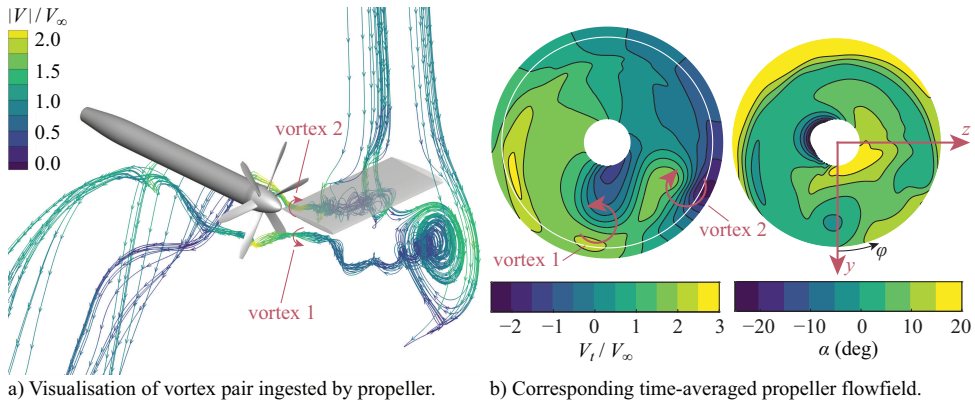 |V| / V∞
2.0
1.5
1.0
0.5
0.0
vortex 2
vortex 1
vortex 1
vortex 2
z
y
φ
−2 −1 0 1 2 3
V_t / V∞
−20 −10 0 10 20
α (deg)
a) Visualisation of vortex pair ingested by propeller.
b) Corresponding time-averaged propeller flowfield.